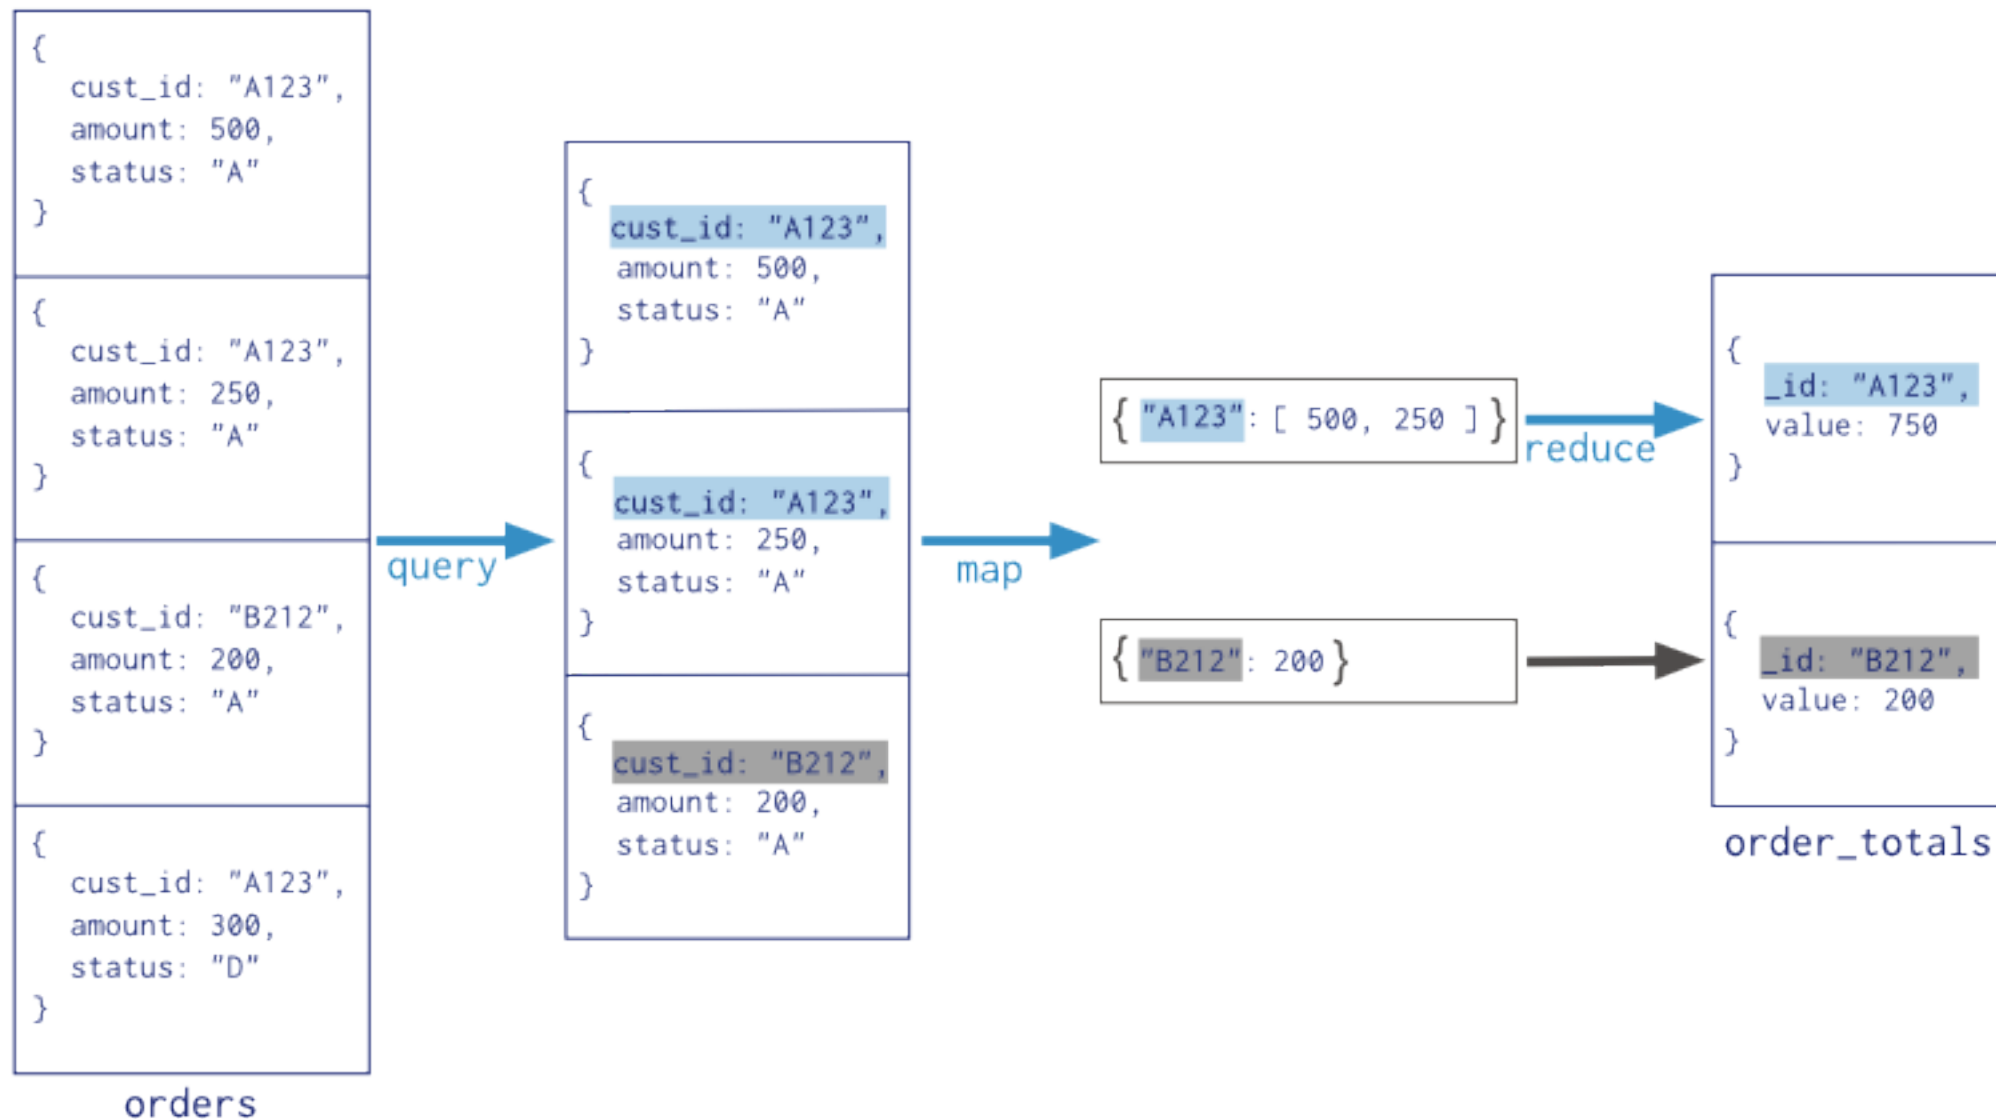 {
cust_id: "A123",
amount: 500,
status: "A"
}
{
cust_id: "A123",
amount: 250,
status: "A"
}
{
cust_id: "B212",
amount: 200,
status: "A"
}
{
cust_id: "A123",
amount: 300,
status: "D"
}
orders
query
{
cust_id: "A123",
amount: 500,
status: "A"
}
{
cust_id: "A123",
amount: 250,
status: "A"
}
{
cust_id: "B212",
amount: 200,
status: "A"
}
map
{ "A123": [ 500, 250 ] }
reduce
{ "B212": 200 }
{
_id: "A123",
value: 750
}
{
_id: "B212",
value: 200
}
order_totals